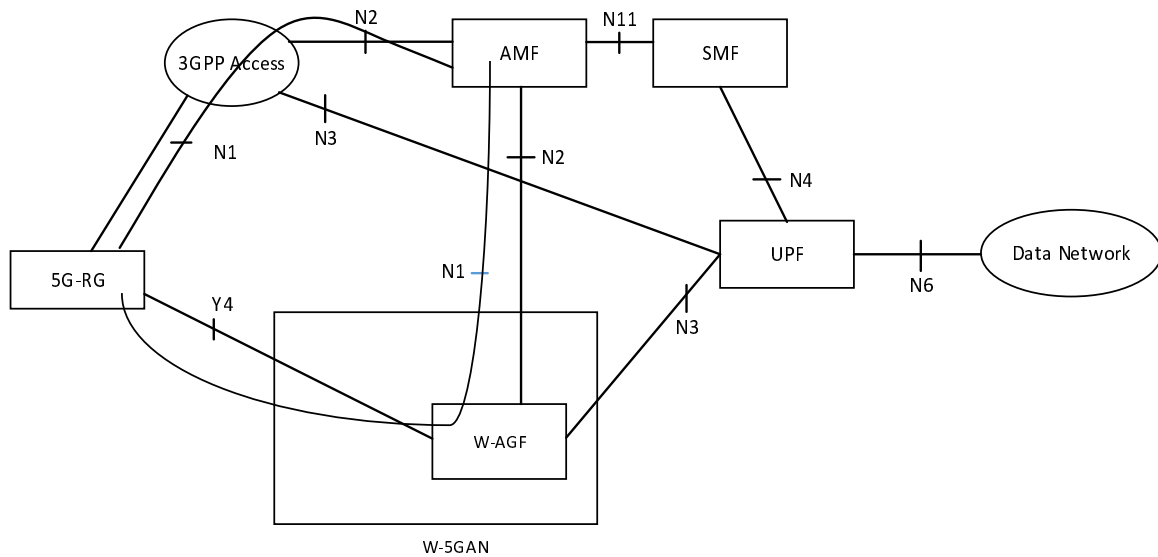 N2
N11
3GPP Access
AMF
SMF
N3
N1
N2
N4
5G-RG
N1
UPF
Data Network
Y4
N6
N3
W-AGF
W-5GAN